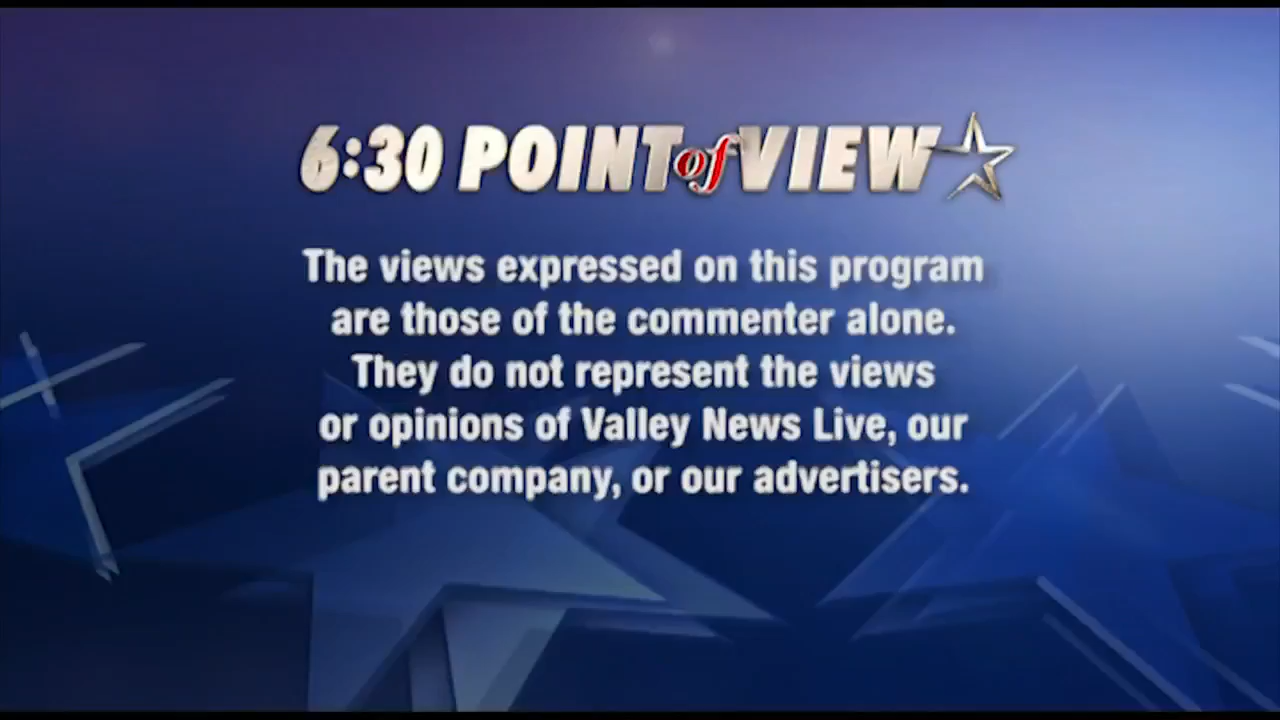 6:30 POINT of VIEW
The views expressed on this program
are those of the commenter alone.
They do not represent the views
or opinions of Valley News Live, our
parent company, or our advertisers.